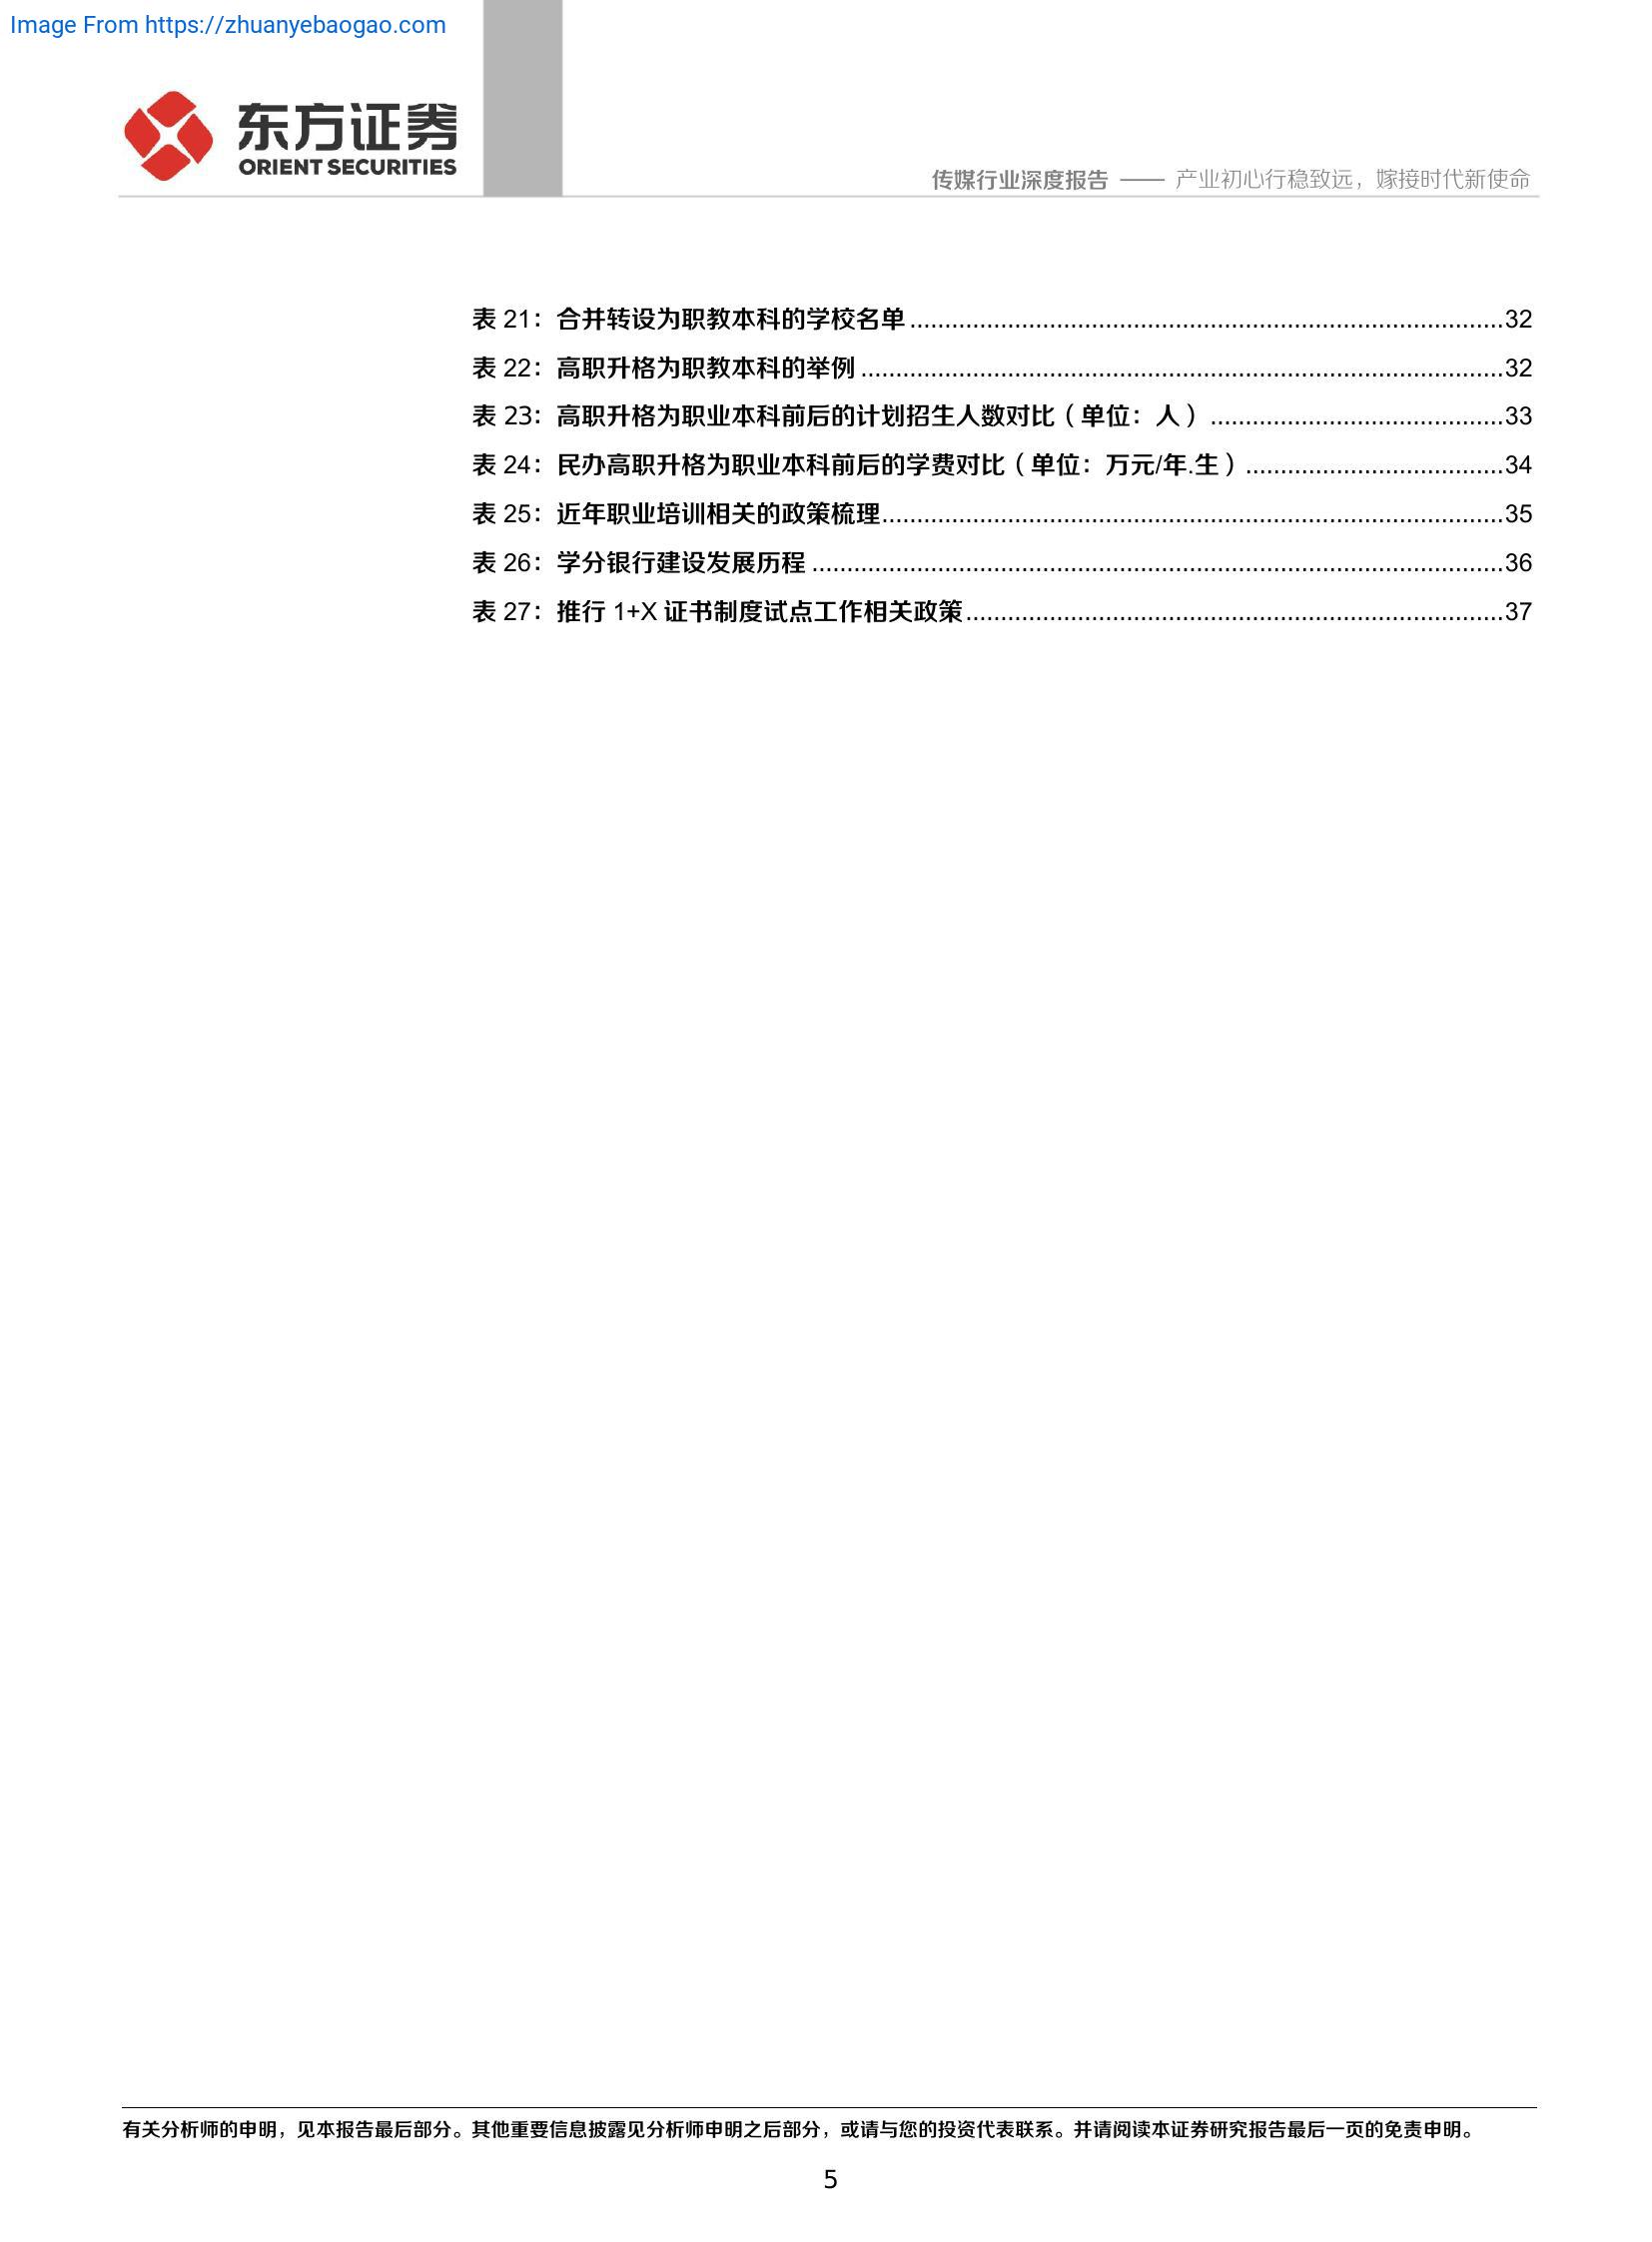 Image From https://zhuanyebaogao.com
东方证券
ORIENT SECURITIES
传媒行业深度报告 —— 产业初心行稳致远，嫁接时代新使命
表 21：合并转设为职教本科的学校名单....................................................................................32
表 22：高职升格为职教本科的举例 ...........................................................................................32
表 23：高职升格为职业本科前后的计划招生人数对比（单位：人）..........................................33
表 24：民办高职升格为职业本科前后的学费对比（单位：万元/年.生）.....................................34
表 25：近年职业培训相关的政策梳理........................................................................................35
表 26：学分银行建设发展历程 ..................................................................................................36
表 27：推行 1+X 证书制度试点工作相关政策............................................................................37
有关分析师的申明，见本报告最后部分。其他重要信息披露见分析师申明之后部分，或请与您的投资代表联系。并请阅读本证券研究报告最后一页的免责申明。
5